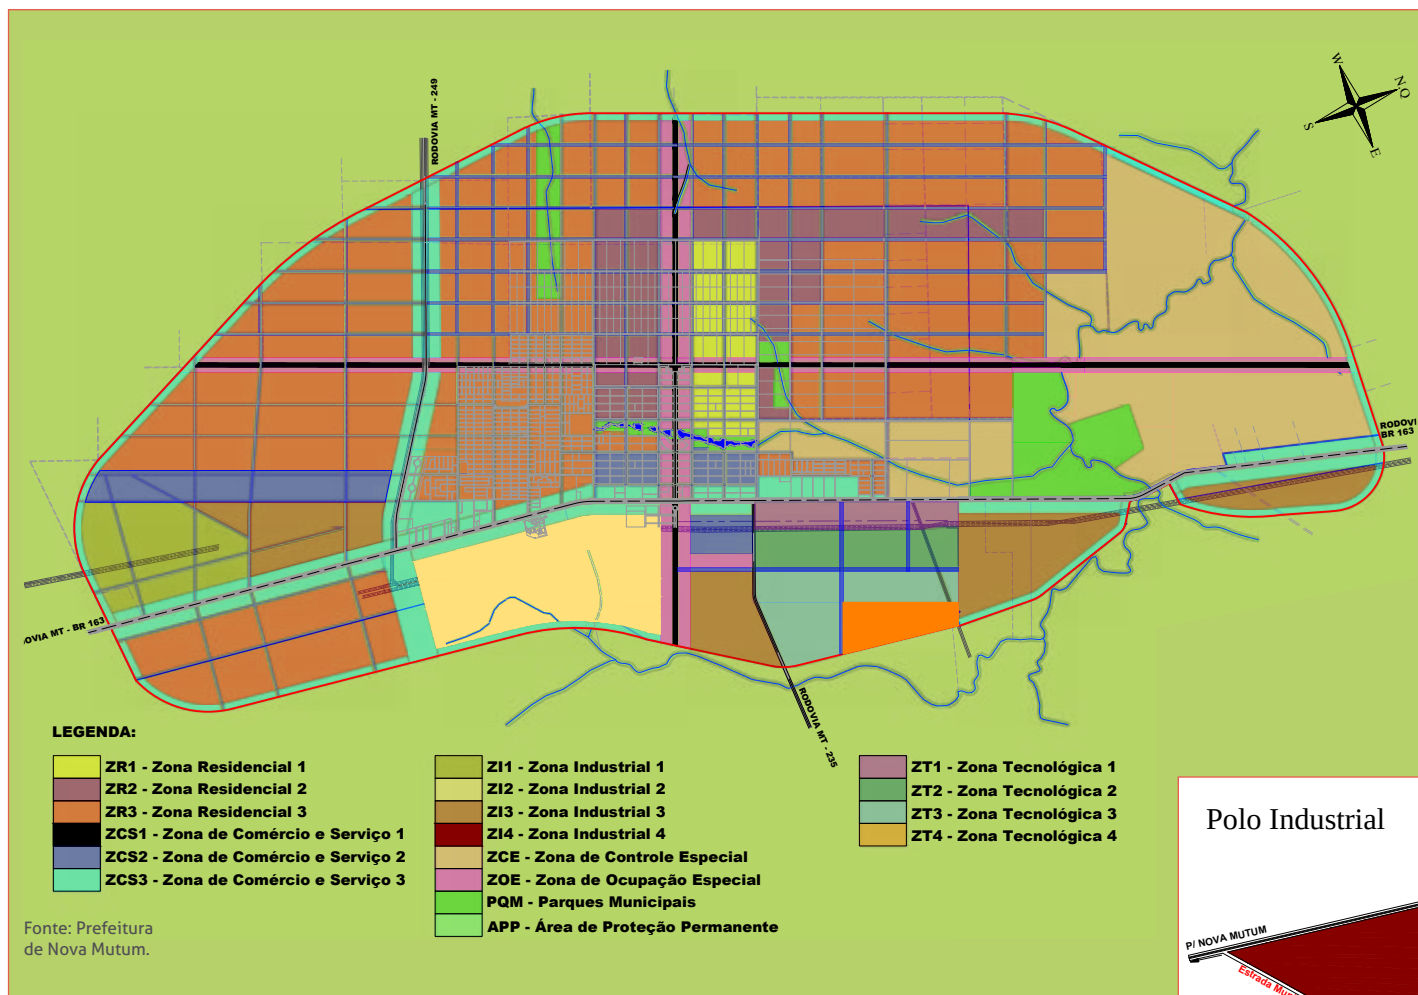 RODOVIA MT - 249
W
NO
S
E
RODOVI
BR 163
OVIA MT - BR 163
RODOVIA MT - 235
LEGENDA:
ZR1 - Zona Residencial 1
ZR2 - Zona Residencial 2
ZR3 - Zona Residencial 3
ZCS1 - Zona de Comércio e Serviço 1
ZCS2 - Zona de Comércio e Serviço 2
ZCS3 - Zona de Comércio e Serviço 3
ZI1 - Zona Industrial 1
ZI2 - Zona Industrial 2
ZI3 - Zona Industrial 3
ZI4 - Zona Industrial 4
ZCE - Zona de Controle Especial
ZOE - Zona de Ocupação Especial
PQM - Parques Municipais
APP - Área de Proteção Permanente
ZT1 - Zona Tecnológica 1
ZT2 - Zona Tecnológica 2
ZT3 - Zona Tecnológica 3
ZT4 - Zona Tecnológica 4
Fonte: Prefeitura
de Nova Mutum.
Polo Industrial
P/ NOVA MUTUM
Estrada Mun